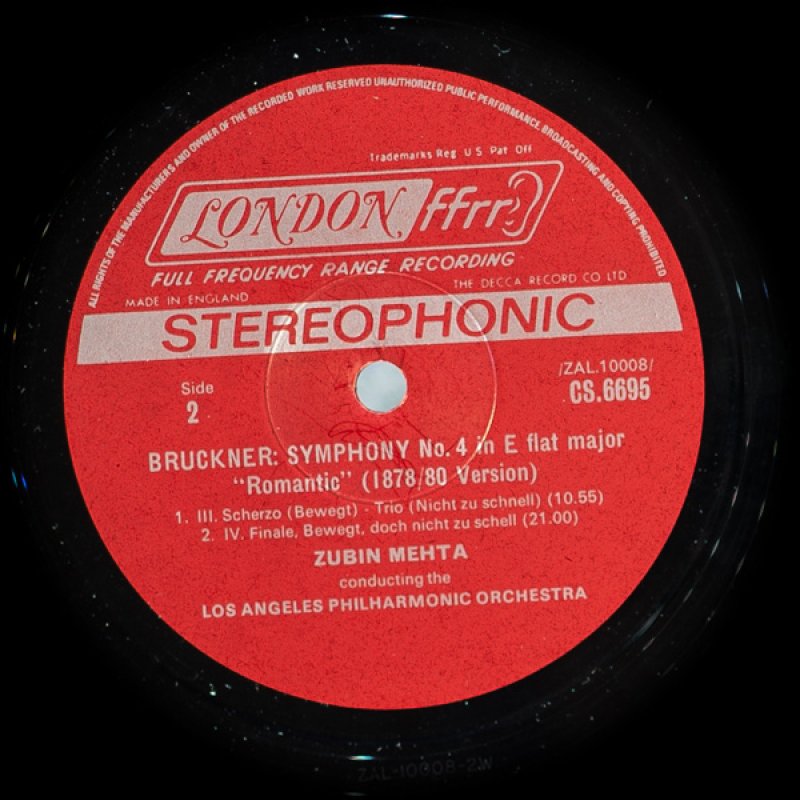 ALL RIGHTS OF THE MANUFACTURERS AND OWNER OF THE RECORDED WORK RESERVED UNAUTHORIZED PUBLIC PERFORMANCE BROADCASTING AND COPYING PROHIBITED
Trademarks Reg U S Pat Off
LONDON ffrr
FULL FREQUENCY RANGE RECORDING
MADE IN ENGLAND
THE DECCA RECORD CO LTD
STEREOPHONIC
Side
2
/ZAL.10008/
CS.6695
BRUCKNER: SYMPHONY No. 4 in E flat major
"Romantic" (1878/80 Version)
1. III. Scherzo (Bewegt) - Trio (Nicht zu schnell) (10.55)
2. IV. Finale, Bewegt, doch nicht zu schell (21.00)
ZUBIN MEHTA
conducting the
LOS ANGELES PHILHARMONIC ORCHESTRA
ZAL-10008-2W